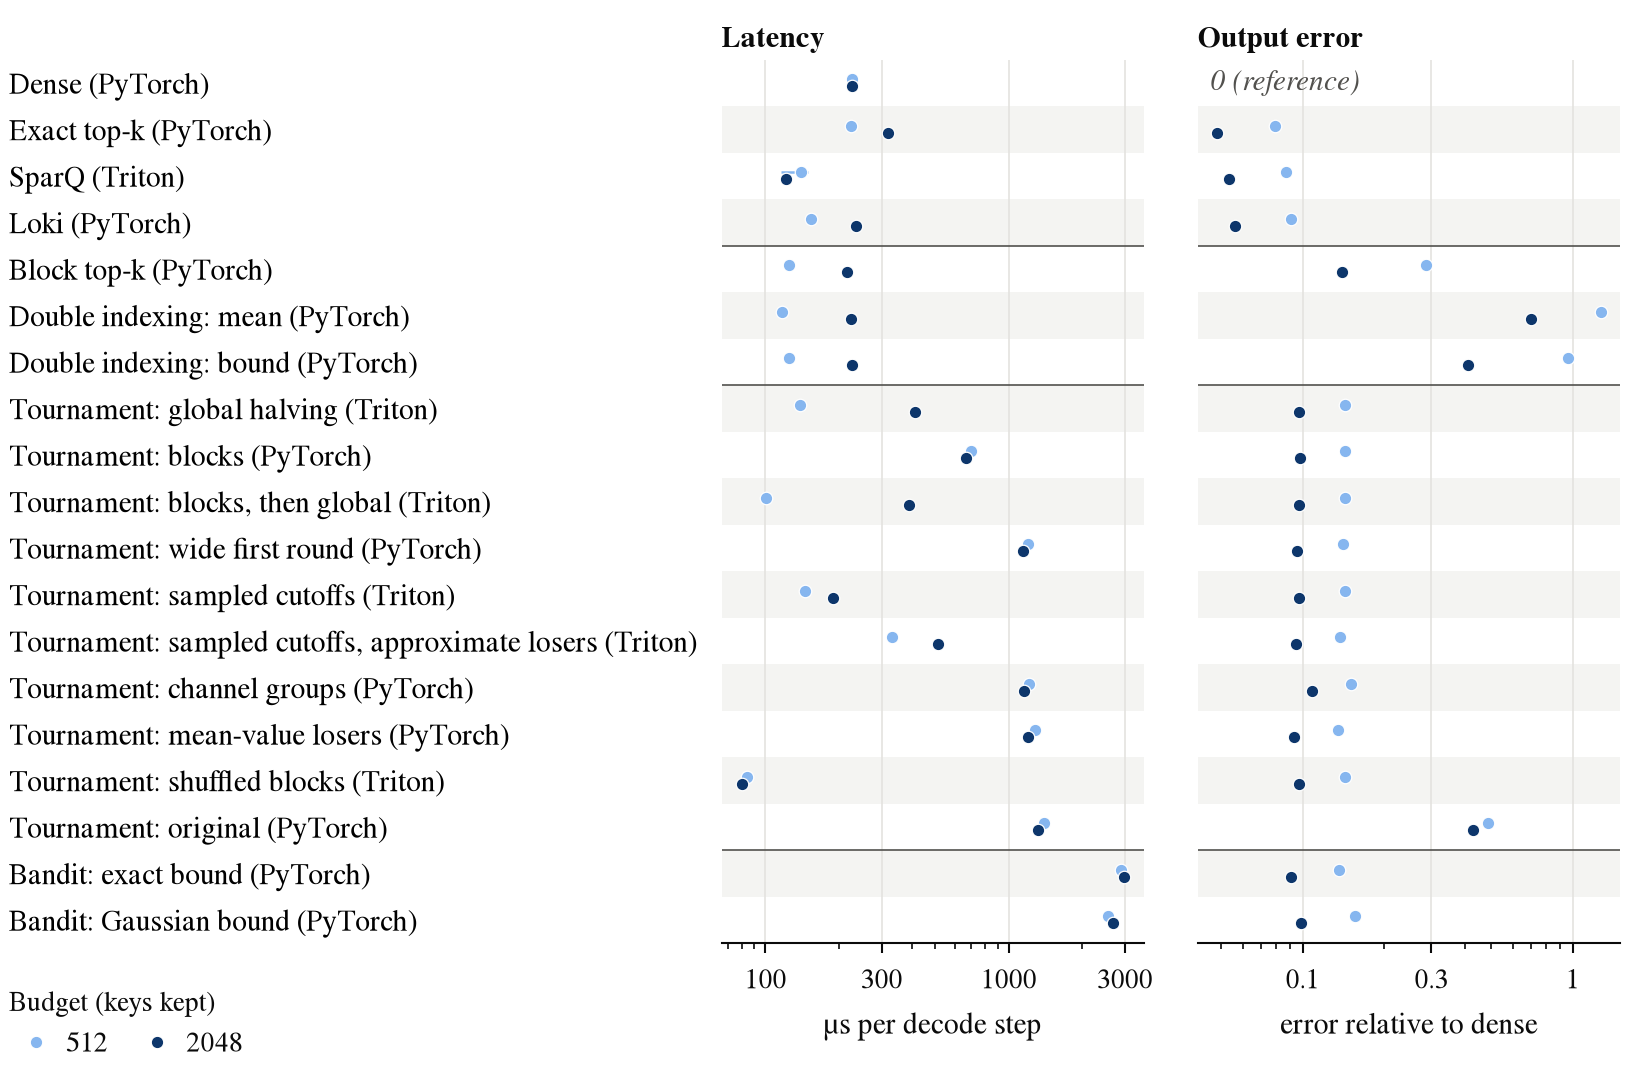 Latency
Output error
Dense (PyTorch)
0 (reference)
Exact top-k (PyTorch)
SparQ (Triton)
Loki (PyTorch)
Block top-k (PyTorch)
Double indexing: mean (PyTorch)
Double indexing: bound (PyTorch)
Tournament: global halving (Triton)
Tournament: blocks (PyTorch)
Tournament: blocks, then global (Triton)
Tournament: wide first round (PyTorch)
Tournament: sampled cutoffs (Triton)
Tournament: sampled cutoffs, approximate losers (Triton)
Tournament: channel groups (PyTorch)
Tournament: mean-value losers (PyTorch)
Tournament: shuffled blocks (Triton)
Tournament: original (PyTorch)
Bandit: exact bound (PyTorch)
Bandit: Gaussian bound (PyTorch)
100 300 1000 3000
0.1 0.3 1
µs per decode step
error relative to dense
Budget (keys kept)
512 2048